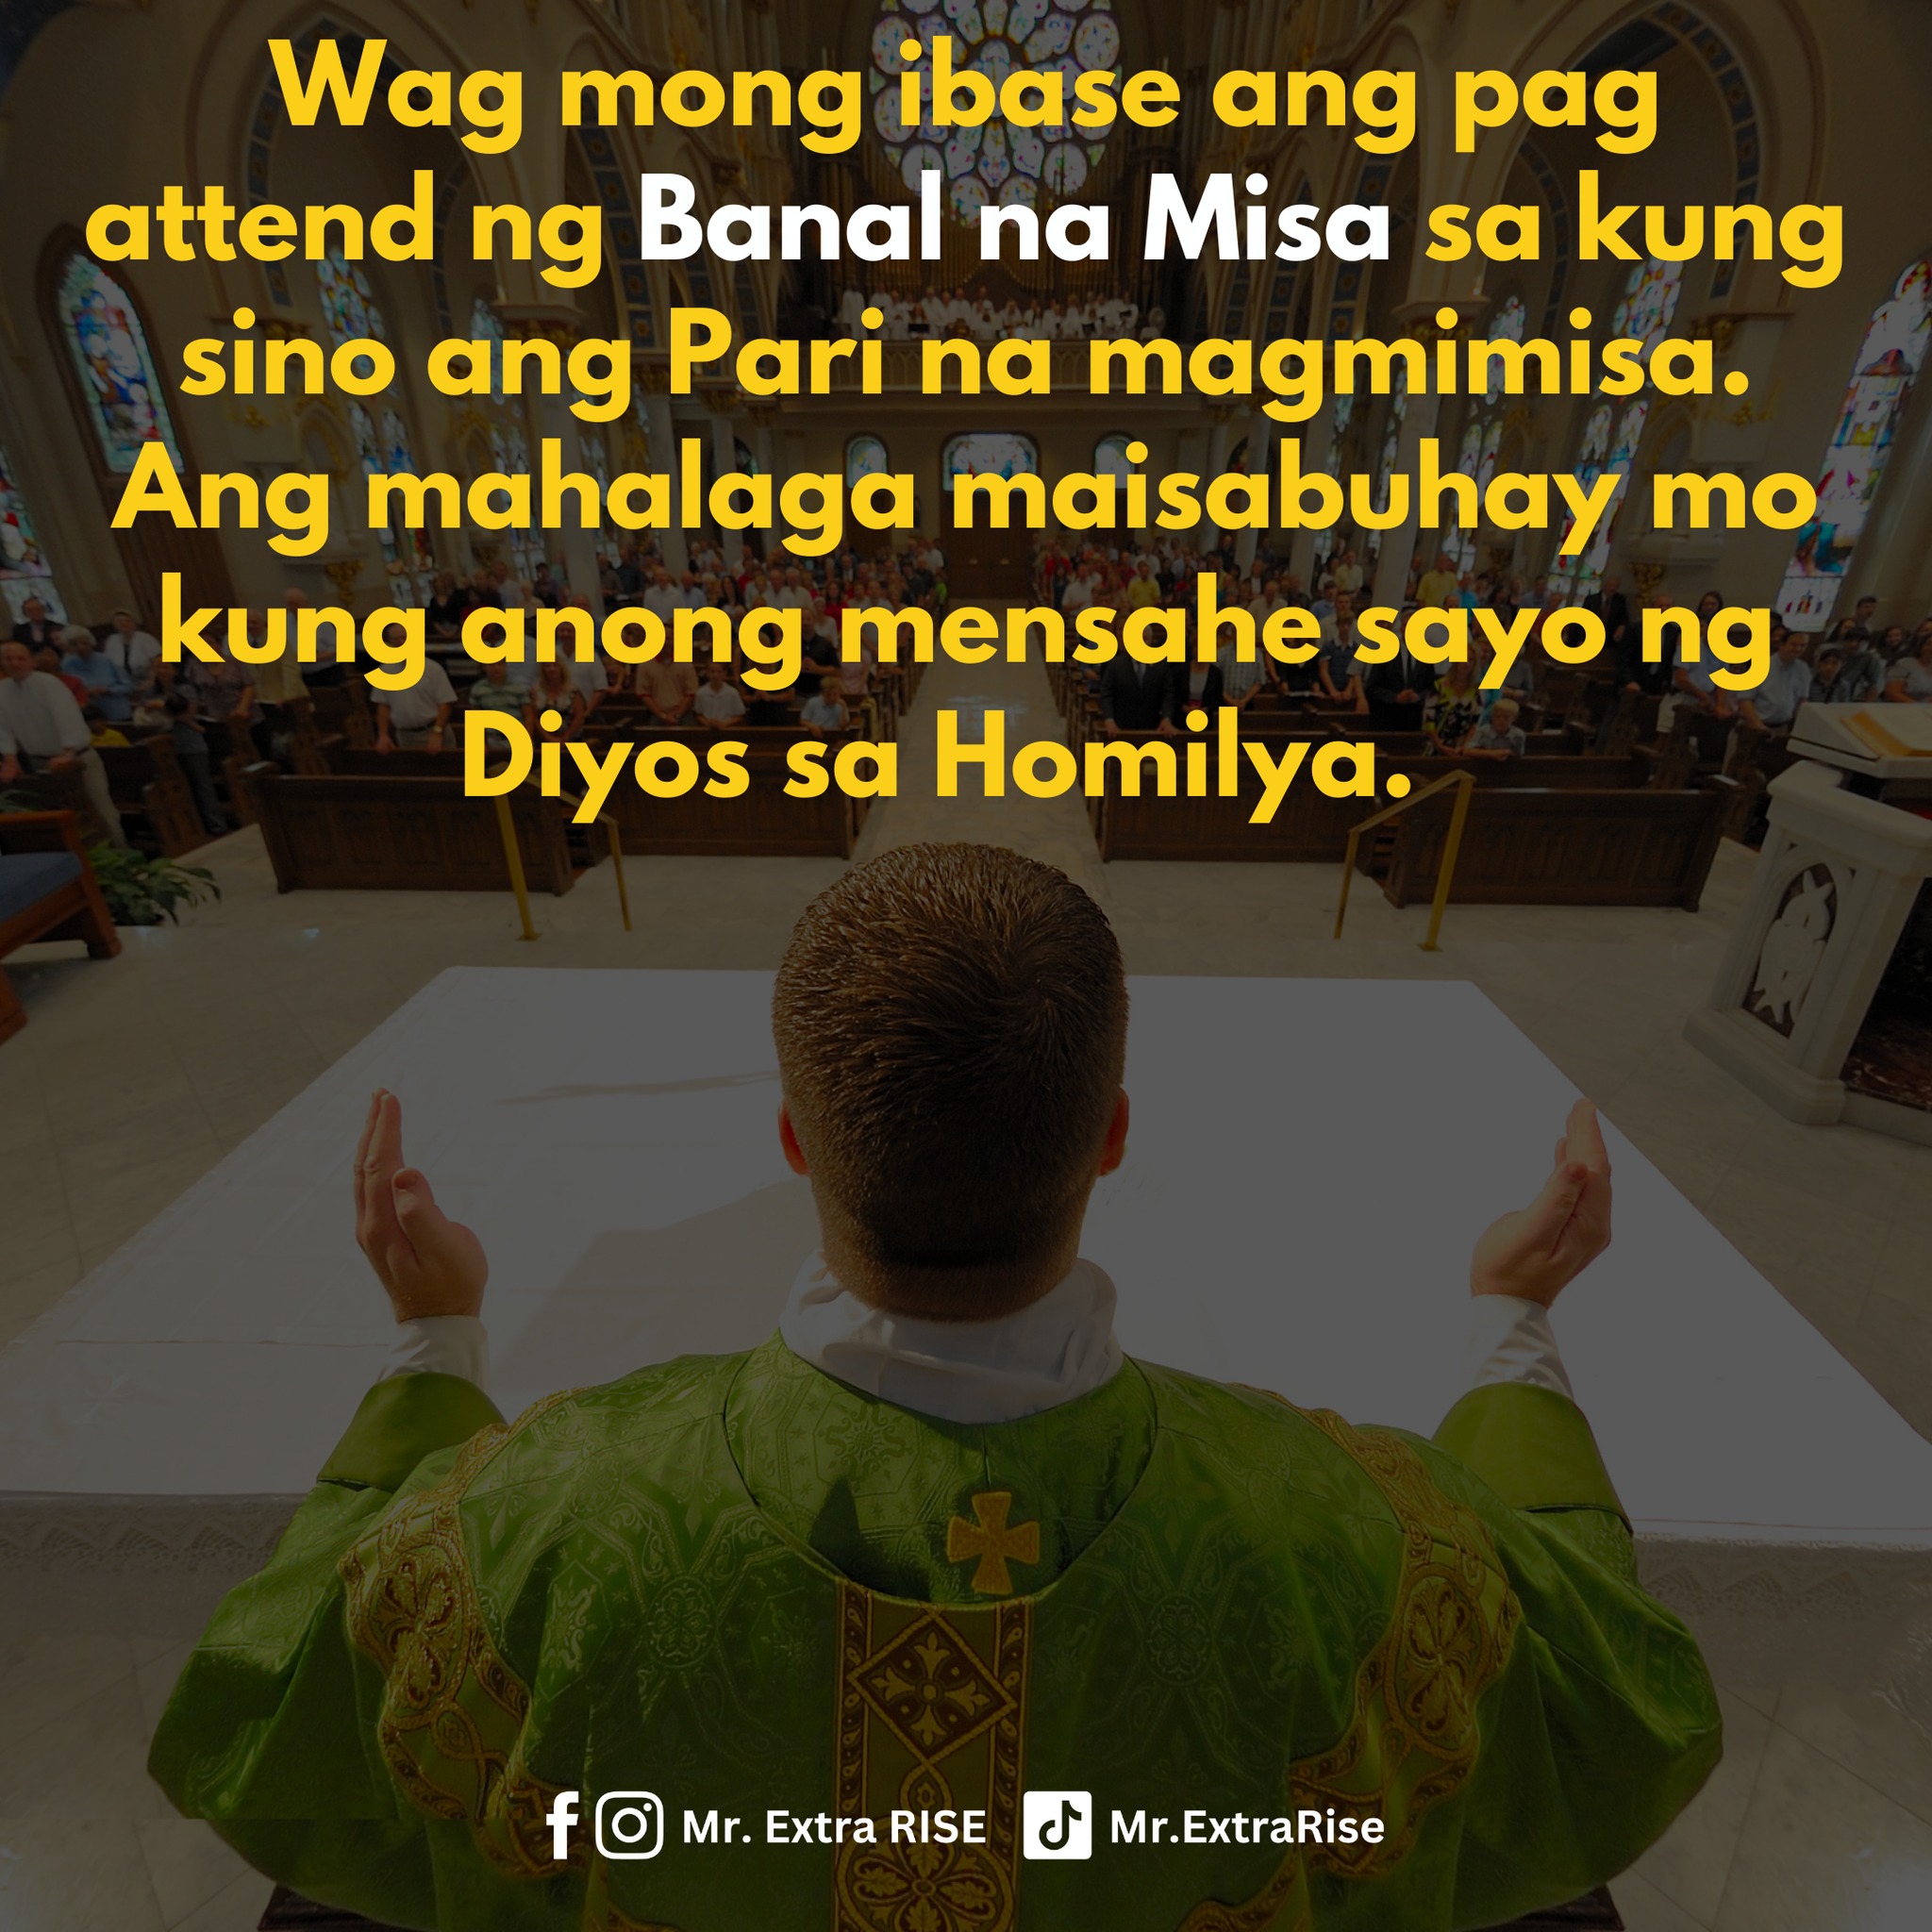 Wag mong ibase ang pag
attend ng Banal na Misa sa kung
sino ang Pari na magmimisa.
Ang mahalaga maisabuhay mo
kung anong mensahe sayo ng
Diyos sa Homilya.
Mr. Extra RISE Mr.ExtraRise